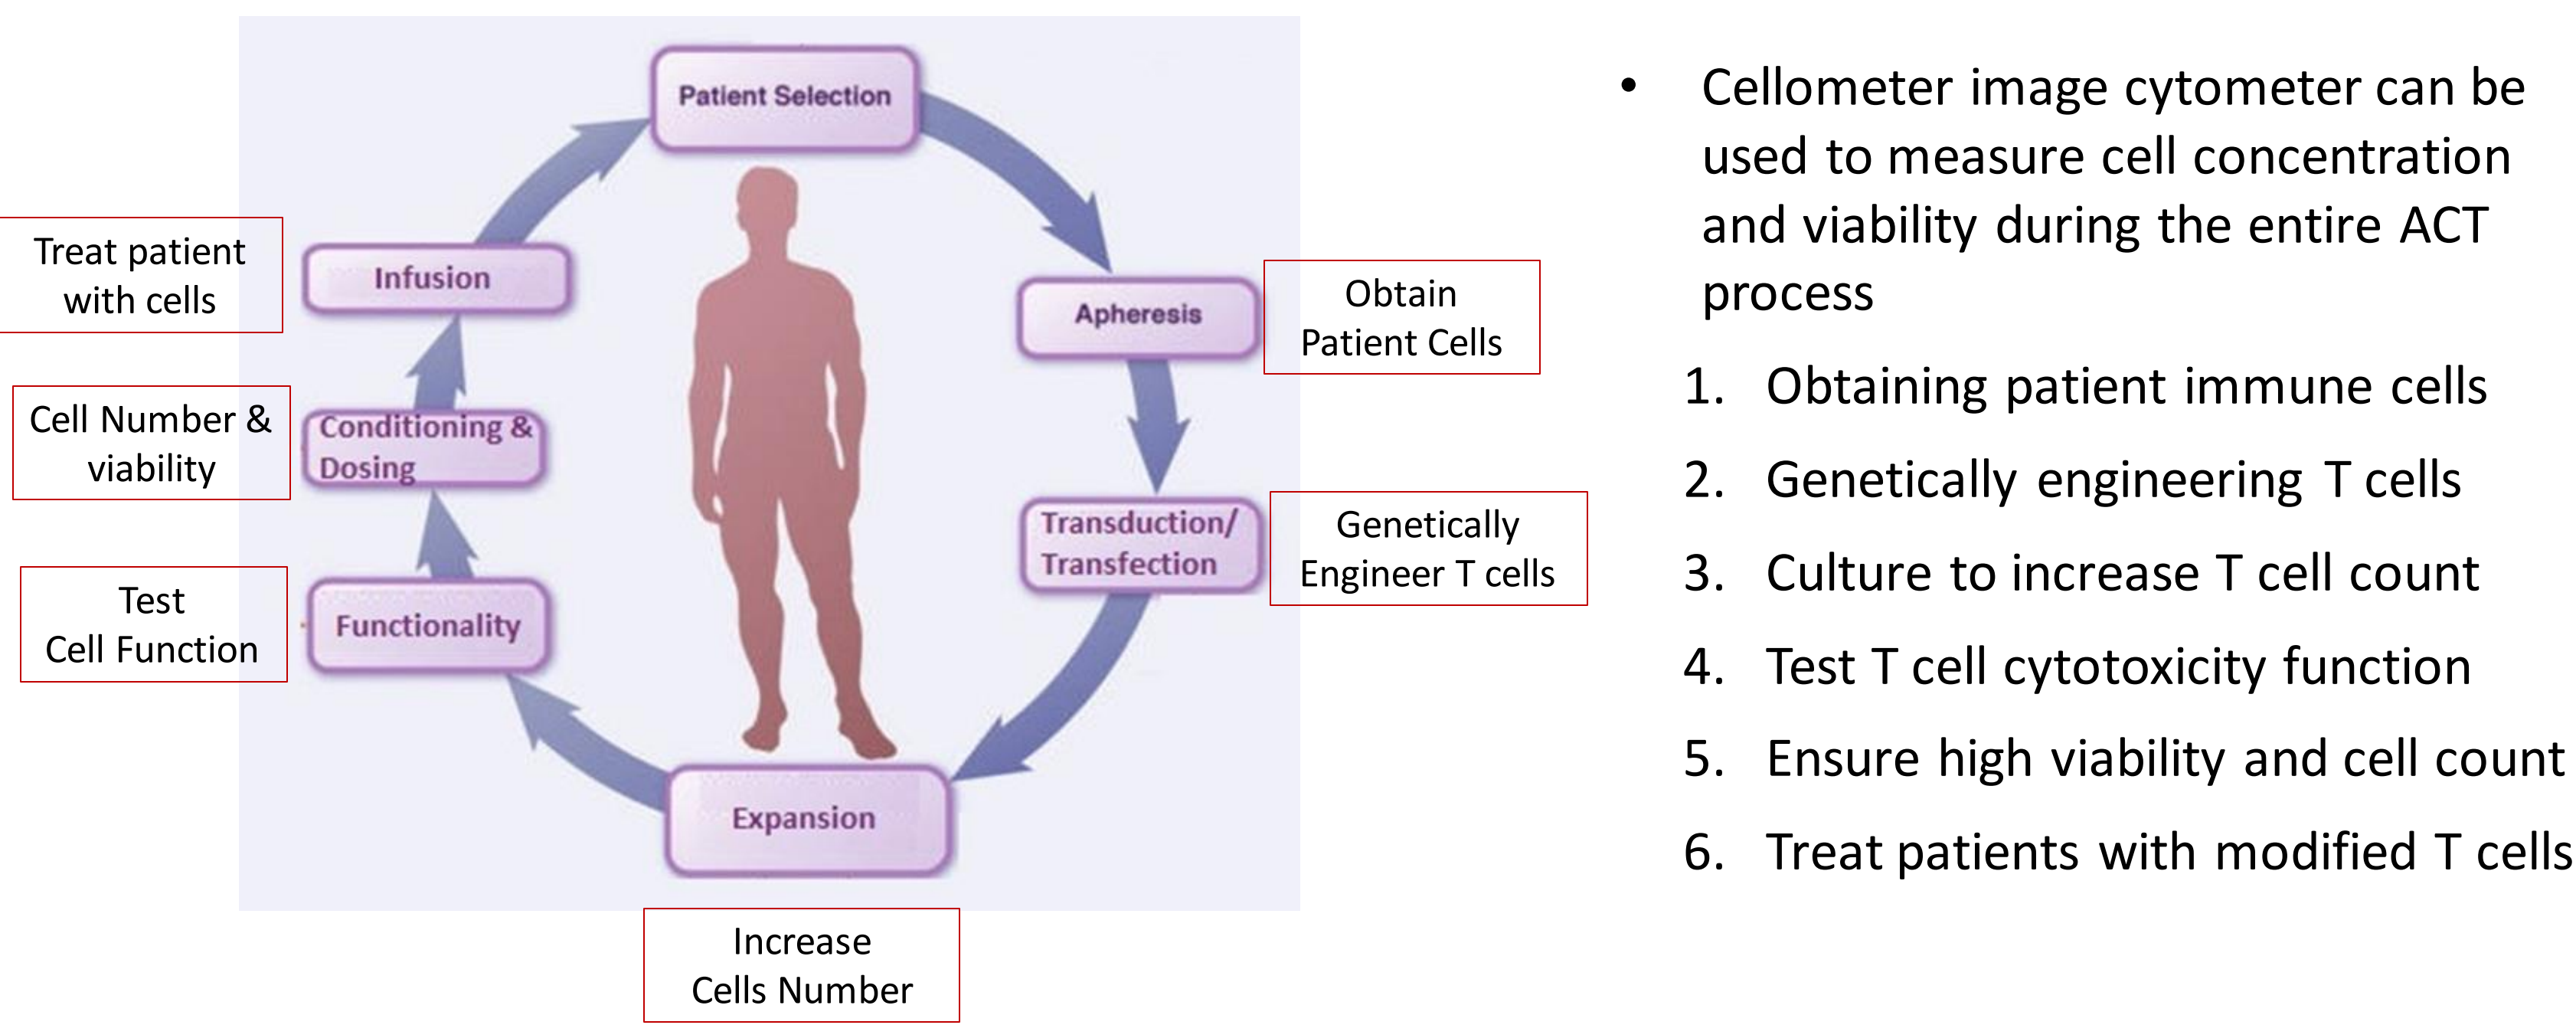 Patient Selection
Apheresis
Obtain
Patient Cells
Transduction/
Transfection
Genetically
Engineer T cells
Expansion
Increase
Cells Number
Functionality
Test
Cell Function
Conditioning &
Dosing
Cell Number &
viability
Infusion
Treat patient
with cells
• Cellometer image cytometer can be
used to measure cell concentration
and viability during the entire ACT
process
1. Obtaining patient immune cells
2. Genetically engineering T cells
3. Culture to increase T cell count
4. Test T cell cytotoxicity function
5. Ensure high viability and cell count
6. Treat patients with modified T cells